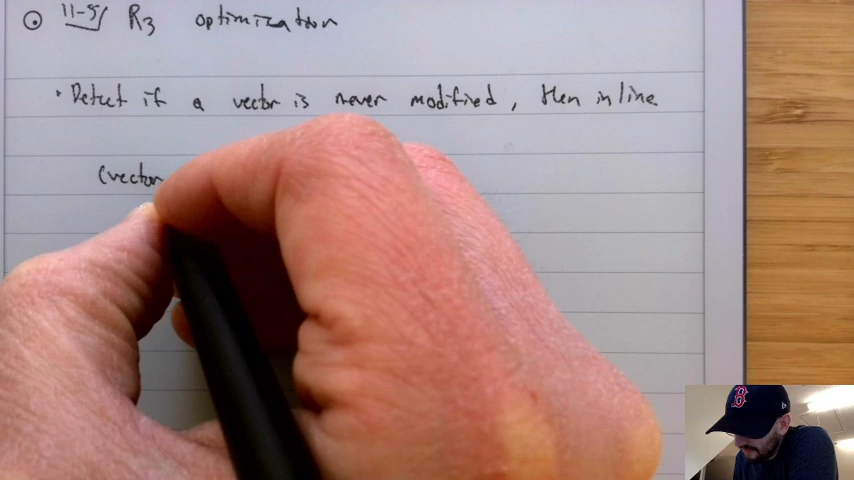 11-5/ R3 optimization
• Detect if a vector is never modified, then inline
(vector
B